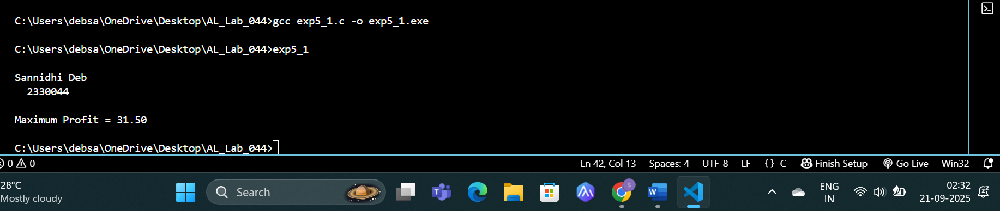 C:\Users\debsa\OneDrive\Desktop\AL_Lab_044>gcc exp5_1.c -o exp5_1.exe
C:\Users\debsa\OneDrive\Desktop\AL_Lab_044>exp5_1
Sannidhi Deb
2330044
Maximum Profit = 31.50
C:\Users\debsa\OneDrive\Desktop\AL_Lab_044>
0 0 Ln 42, Col 13 Spaces: 4 UTF-8 LF {} C Finish Setup Go Live Win32
28°C
Mostly cloudy
Search
S
ENG
IN
02:32
21-09-2025